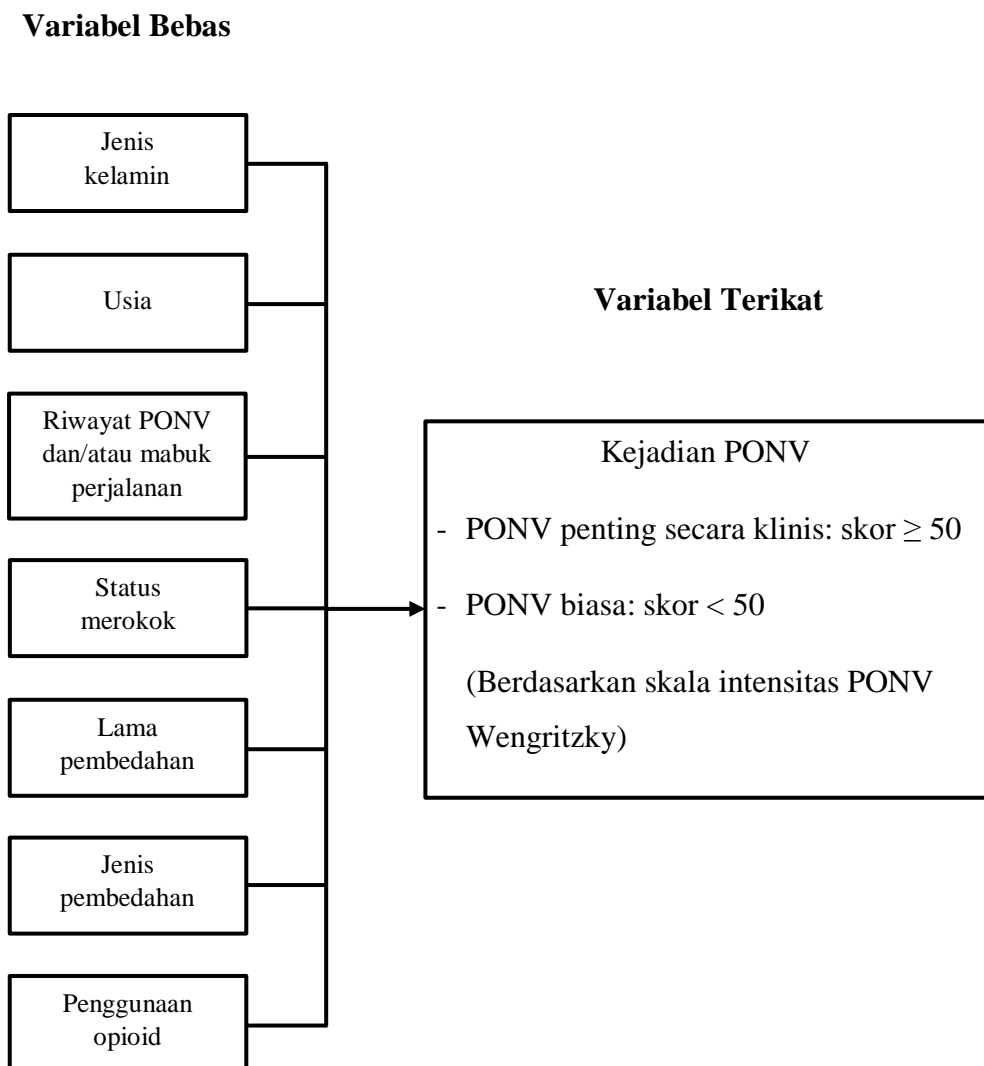 Variabel Bebas
Jenis
kelamin
Usia
Riwayat PONV
dan/atau mabuk
perjalanan
Status
merokok
Lama
pembedahan
Jenis
pembedahan
Penggunaan
opioid
Variabel Terikat
Kejadian PONV
- PONV penting secara klinis: skor ≥ 50
- PONV biasa: skor < 50
(Berdasarkan skala intensitas PONV
Wengritzky)